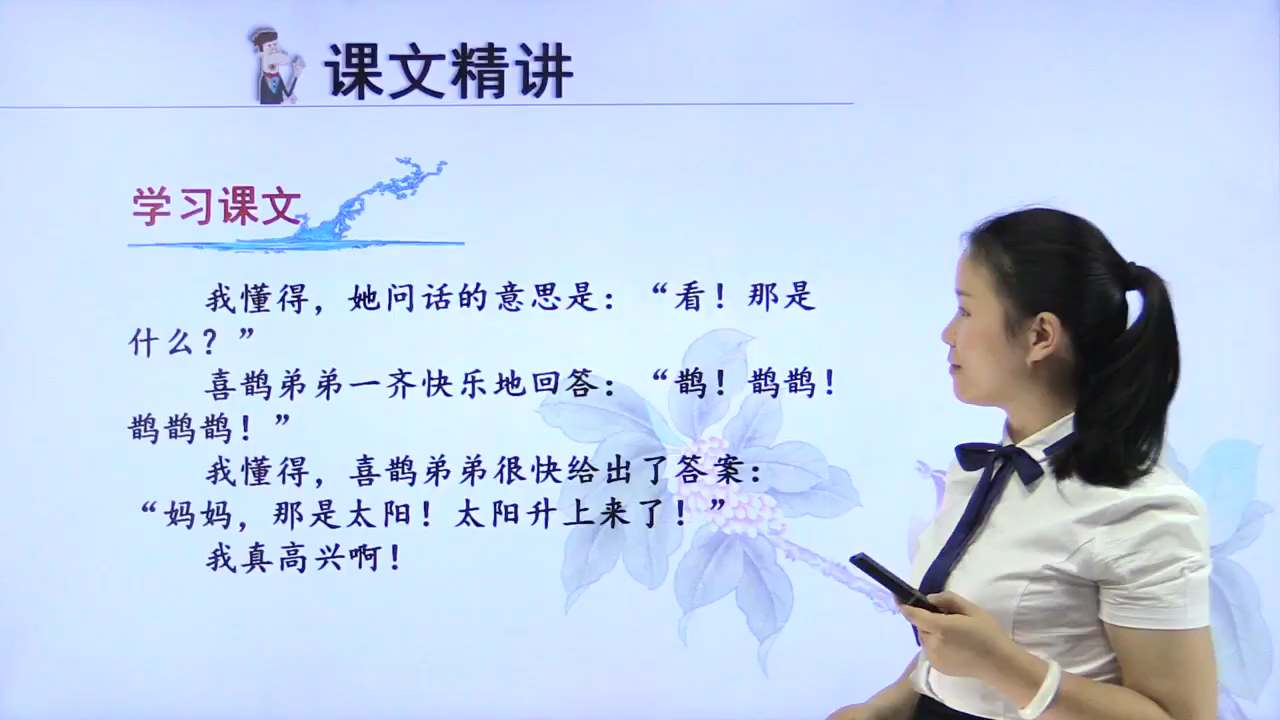 课文精讲
学习课文
我懂得，她问话的意思是：“看！那是
什么？”
喜鹊弟弟一齐快乐地回答：“鹊！鹊鹊！
鹊鹊鹊！”
我懂得，喜鹊弟弟很快给出了答案：
“妈妈，那是太阳！太阳升上来了！”
我真高兴啊！